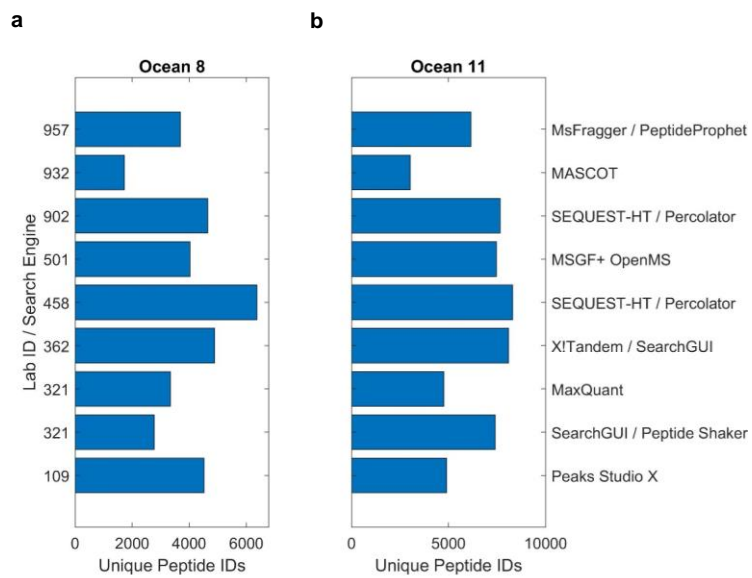 a
b
Ocean 8
Ocean 11
Lab ID / Search Engine
957
932
902
501
458
362
321
321
109
MsFragger / PeptideProphet
MASCOT
SEQUEST-HT / Percolator
MSGF+ OpenMS
SEQUEST-HT / Percolator
X!Tandem / SearchGUI
MaxQuant
SearchGUI / Peptide Shaker
Peaks Studio X
0 2000 4000 6000
0 5000 10000
Unique Peptide IDs
Unique Peptide IDs